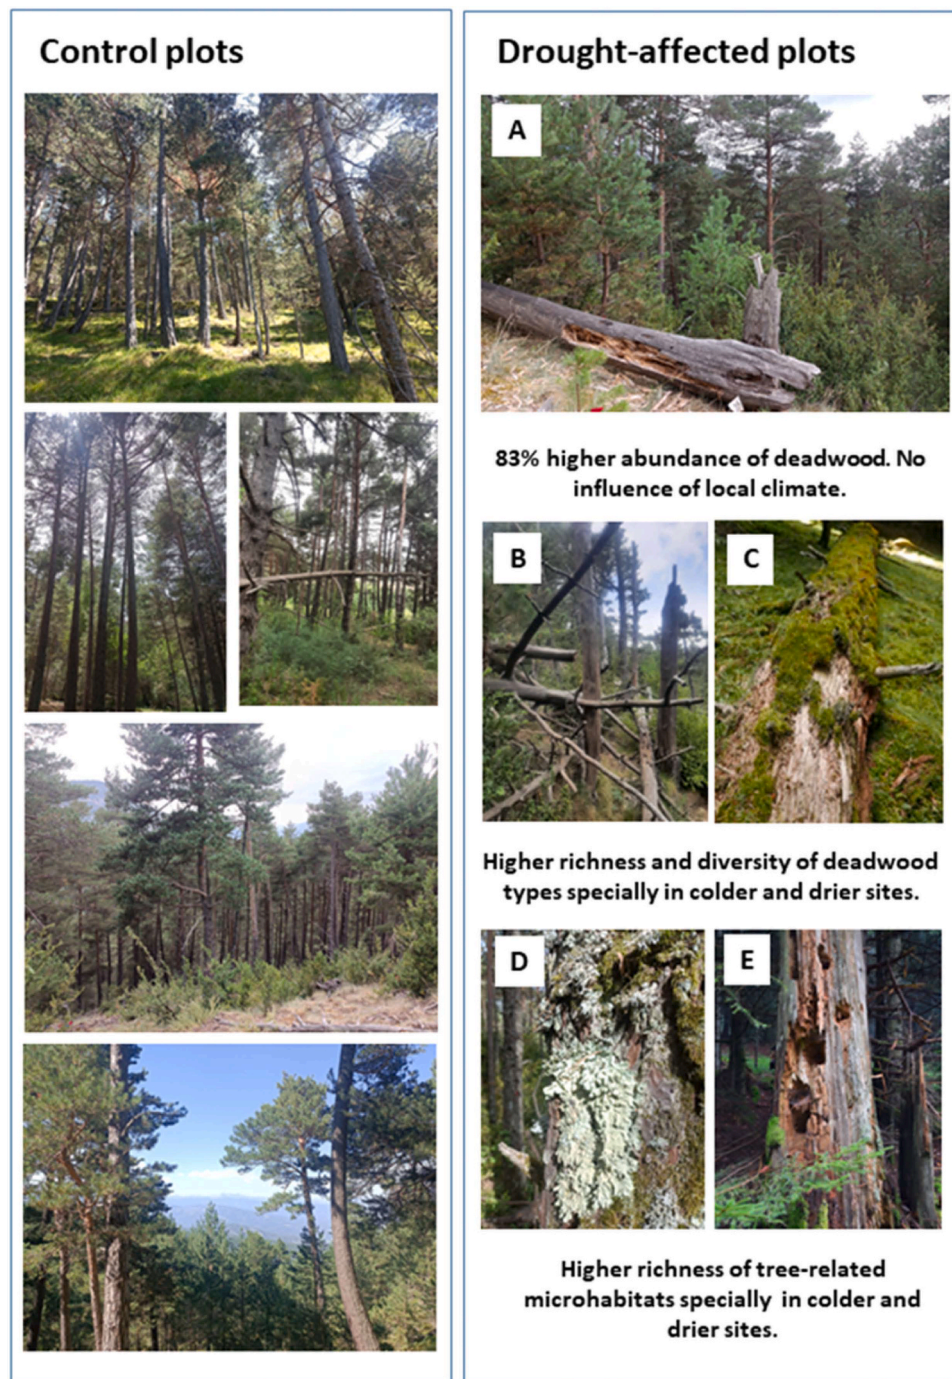 Control plots
Drought-affected plots
A
83% higher abundance of deadwood. No
influence of local climate.
B
C
Higher richness and diversity of deadwood
types specially in colder and drier sites.
D
E
Higher richness of tree-related
microhabitats specially in colder and
drier sites.